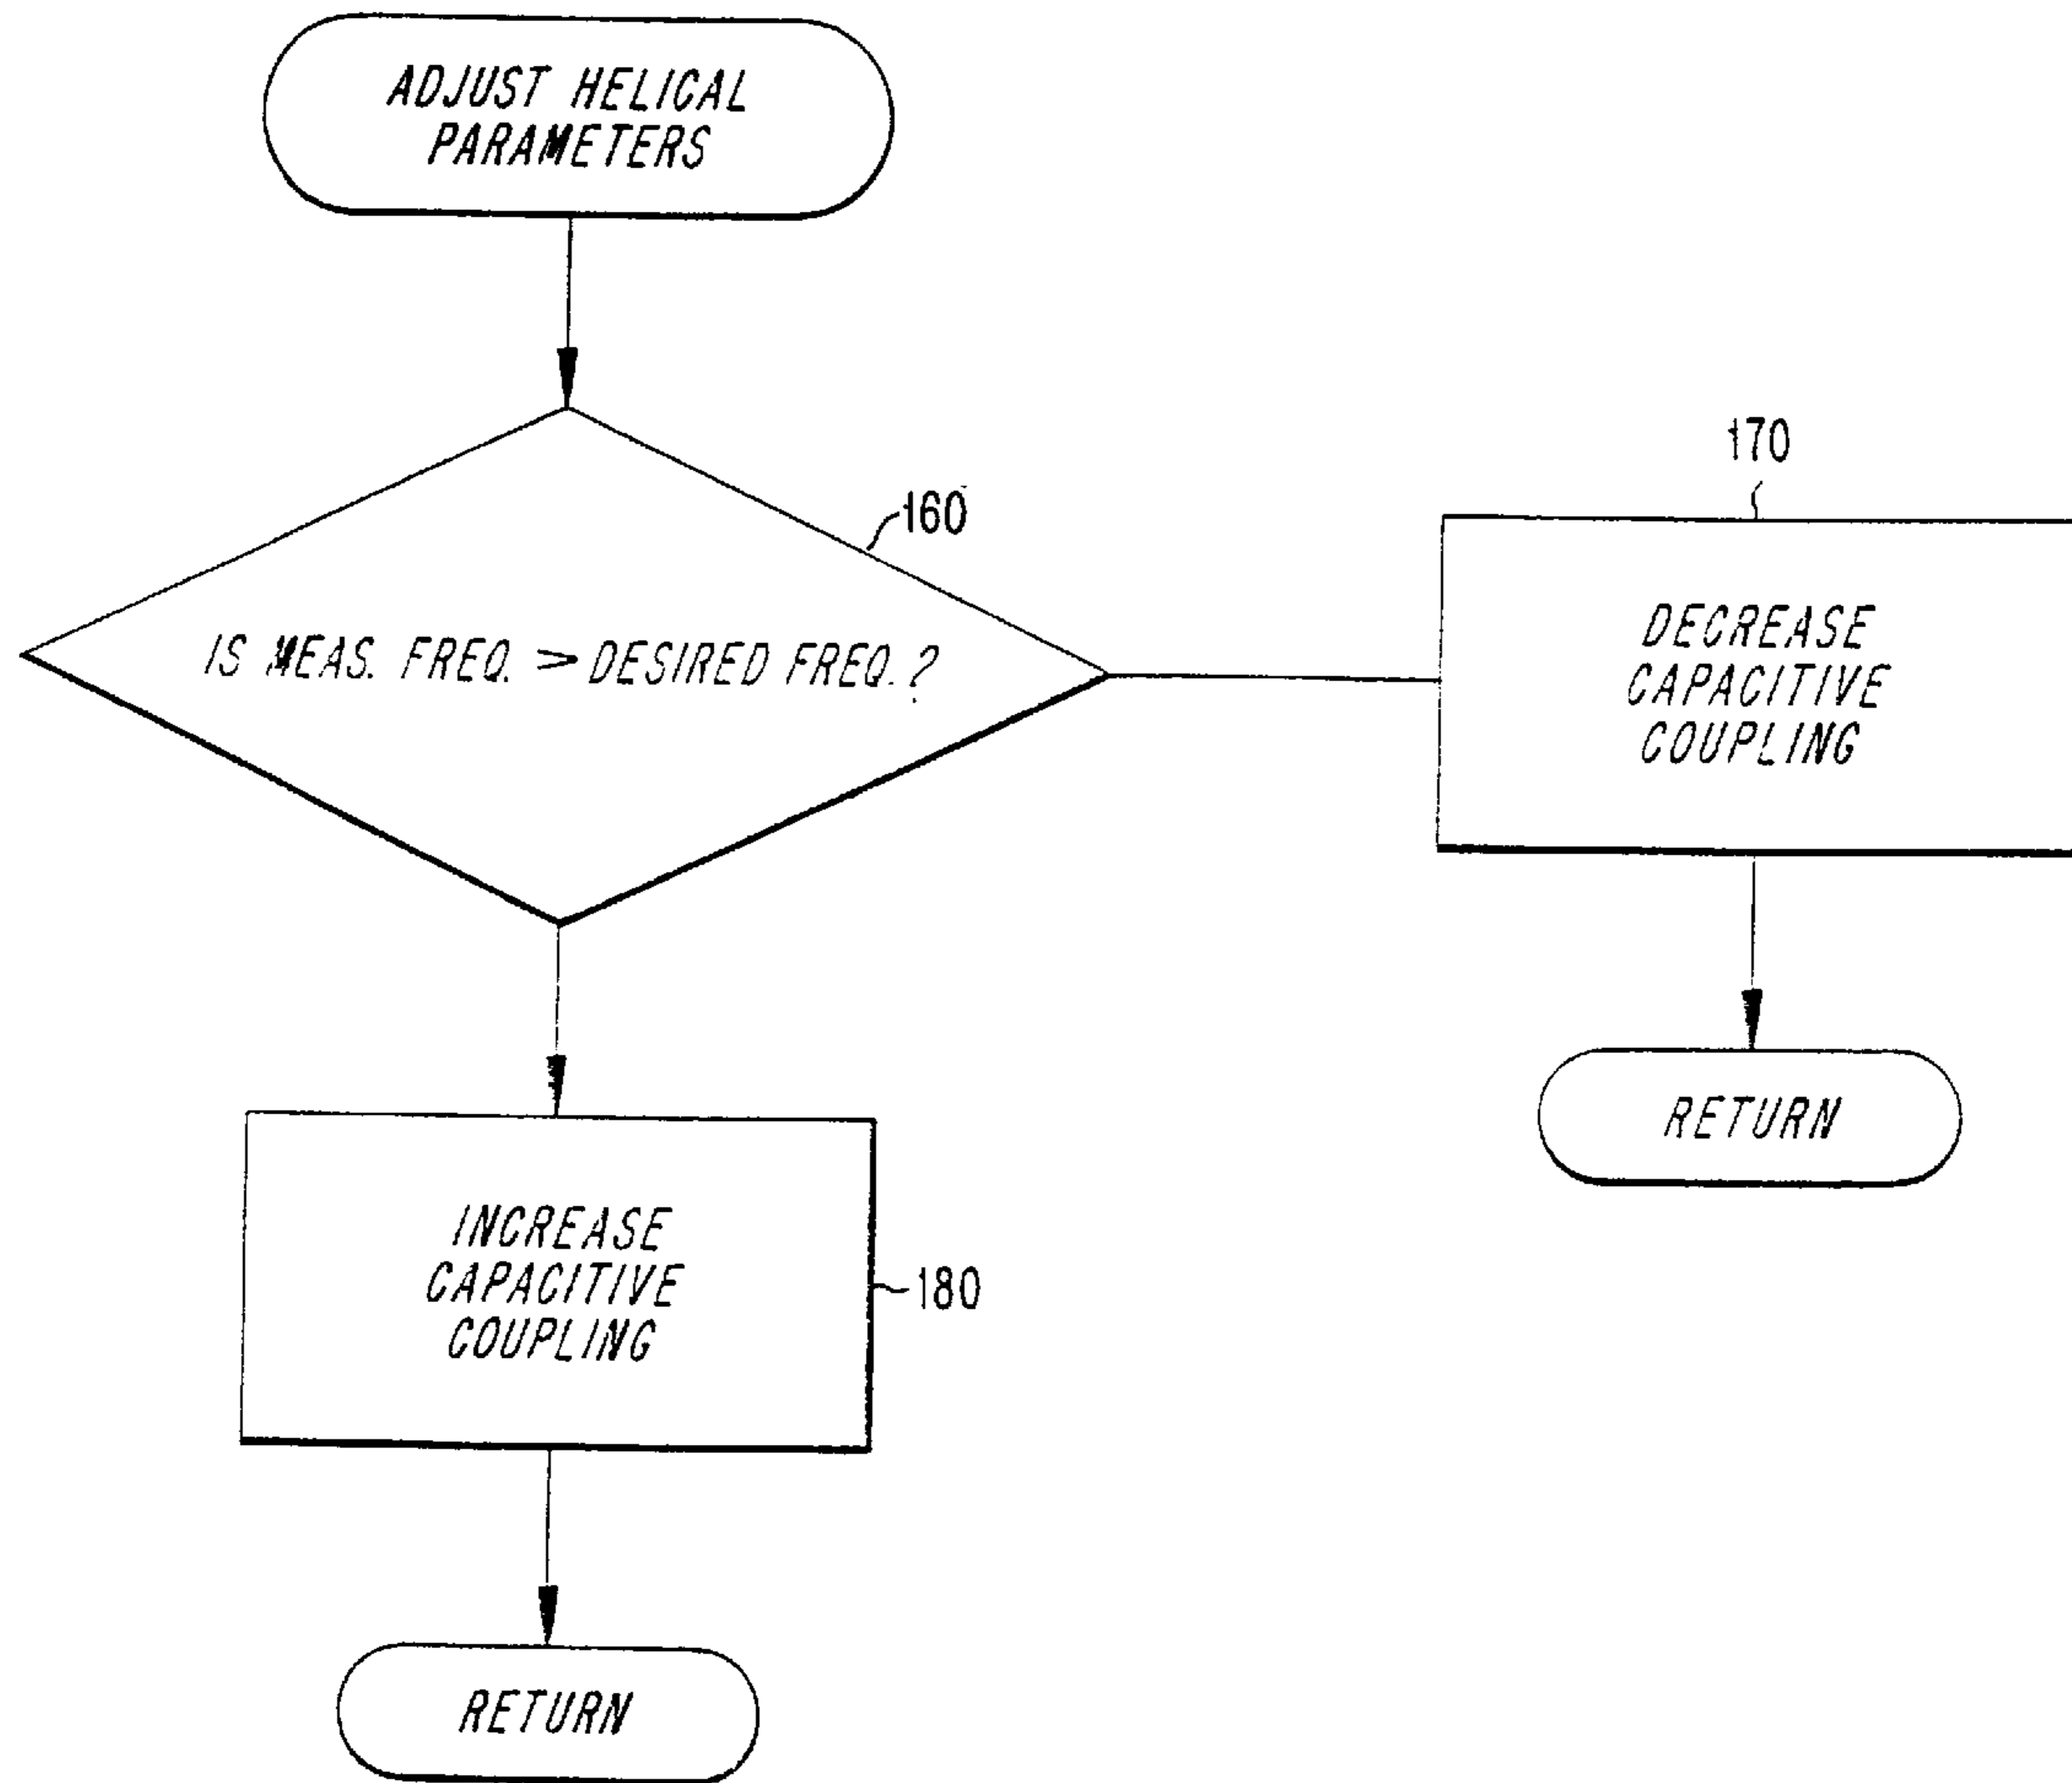 ADJUST HELICAL
PARAMETERS
160
IS MEAS. FREQ. > DESIRED FREQ.?
170
DECREASE
CAPACITIVE
COUPLING
RETURN
INCREASE
CAPACITIVE
COUPLING
180
RETURN